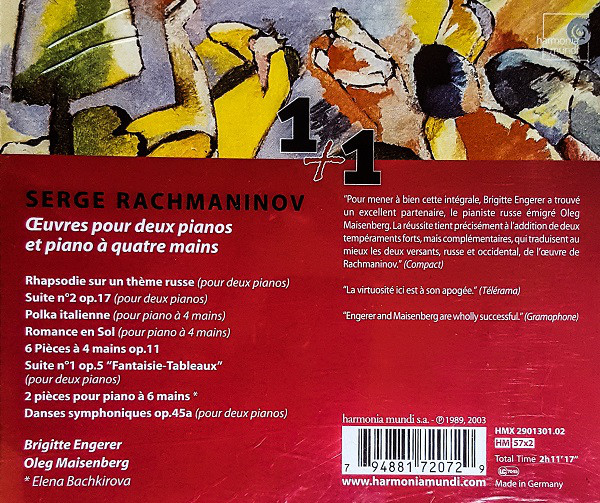 harmonia
mundi
1+1
SERGE RACHMANINOV
Œuvres pour deux pianos
et piano à quatre mains
Rhapsodie sur un thème russe (pour deux pianos)
Suite n°2 op.17 (pour deux pianos)
Polka italienne (pour piano à 4 mains)
Romance en Sol (pour piano à 4 mains)
6 Pièces à 4 mains op.11
Suite n°1 op.5 “Fantaisie-Tableaux”
(pour deux pianos)
2 pièces pour piano à 6 mains *
Danses symphoniques op.45a (pour deux pianos)
Brigitte Engerer
Oleg Maisenberg
* Elena Bachkirova
“Pour mener à bien cette intégrale, Brigitte Engerer a trouvé
un excellent partenaire, le pianiste russe émigré Oleg
Maisenberg. La réussite tient précisément à l’addition de deux
tempéraments forts, mais complémentaires, qui traduisent au
mieux les deux versants, russe et occidental, de l’œuvre de
Rachmaninov.” (Compact)
“La virtuosité ici est à son apogée.” (Télérama)
“Engerer and Maisenberg are wholly successful.” (Gramophone)
harmonia mundi s.a. - ℗ 1989, 2003
7 94881 72072 9
www.harmoniamundi.com
HMX 2901301.02
HM 57x2
Total Time 2h11’17”
LC 7045
Made in Germany